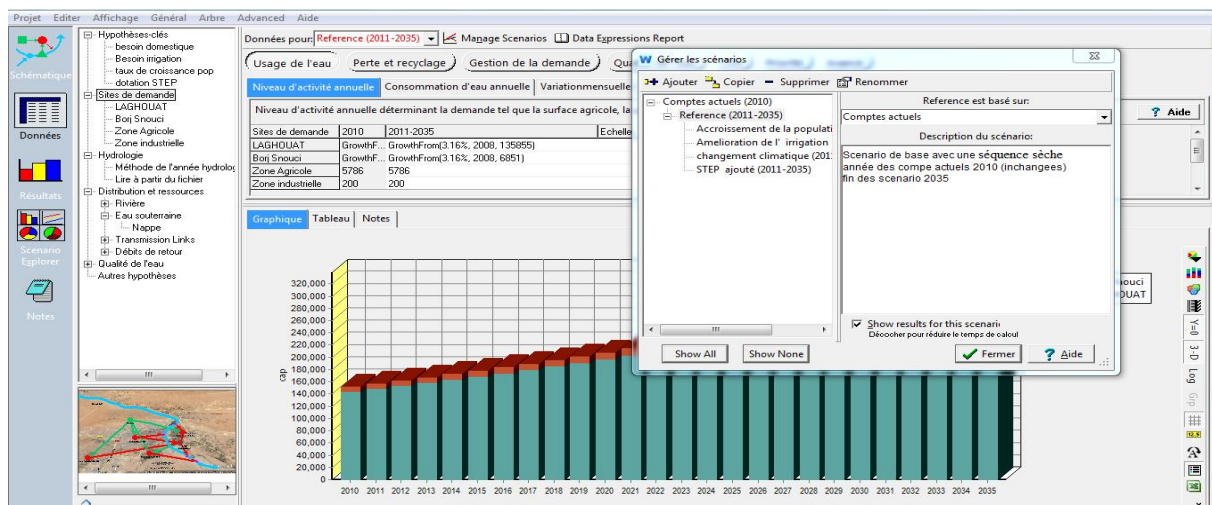 Projet Editer Affichage Général Arbre Advanced Aide
Schématique
Données
Résultats
Scenario Explorer
Notes
Hypothèses-clés
besoin domestique
Besoin irrigation
taux de croissance pop
dotation STEP
Sites de demande
LAGHOUAT
Borj Snouci
Zone Agricole
Zone industrielle
Hydrologie
Méthode de l'année hydrolog
Lire à partir du fichier
Distribution et ressources
Rivière
Eau souterraine
Nappe
Transmission Links
Débits de retour
Qualité de l'eau
Autres hypothèses
Données pour: Reference (2011-2035) Manage Scenarios Data Expressions Report
Usage de l'eau Perte et recyclage Gestion de la demande
Niveau d'activité annuelle Consommation d'eau annuelle Variationmensuelle
Niveau d'activité annuelle déterminant la demande tel que la surface agricole, la
Aide
Sites de demande 2010 2011-2035 Echelle
LAGHOUAT GrowthF... GrowthFrom(3.16%, 2008, 135855)
Borj Snouci GrowthF... GrowthFrom(3.16%, 2008, 6851)
Zone Agricole 5786 5786
Zone industrielle 200 200
Graphique Tableau Notes
320,000
300,000
280,000
260,000
240,000
220,000
200,000
180,000
160,000
140,000
120,000
100,000
80,000
60,000
40,000
20,000
0
cap
2010 2011 2012 2013 2014 2015 2016 2017 2018 2019 2020 2021 2022 2023 2024 2025 2026 2027 2028 2029 2030 2031 2032 2033 2034 2035
nouci
OUAT
Y=0
3-D
Log
Grp
Gérer les scénarios
Ajouter Copier Supprimer Renommer
Comptes actuels (2010)
Reference (2011-2035)
Accroissement de la populati
Amelioration de l' irrigation
changement climatique (201
STEP ajouté (2011-2035)
Reference est basé sur:
Comptes actuels
Description du scénario:
Scenario de base avec une séquence sèche
année des compe actuels 2010 (inchangees)
fin des scenario 2035
Show results for this scenari
Décocher pour réduire le temps de calcul
Show All Show None Fermer Aide